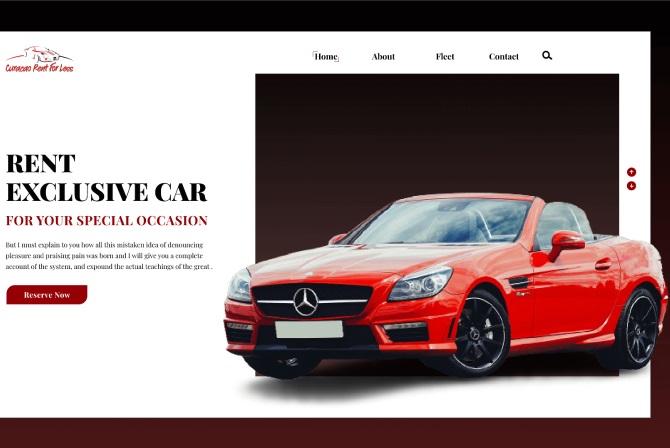 Curacao Rent For Less
Home About Fleet Contact
RENT
EXCLUSIVE CAR
FOR YOUR SPECIAL OCCASION
But I must explain to you how all this mistaken idea of denouncing
pleasure and praising pain was born and I will give you a complete
account of the system, and expound the actual teachings of the great .
Reserve Now